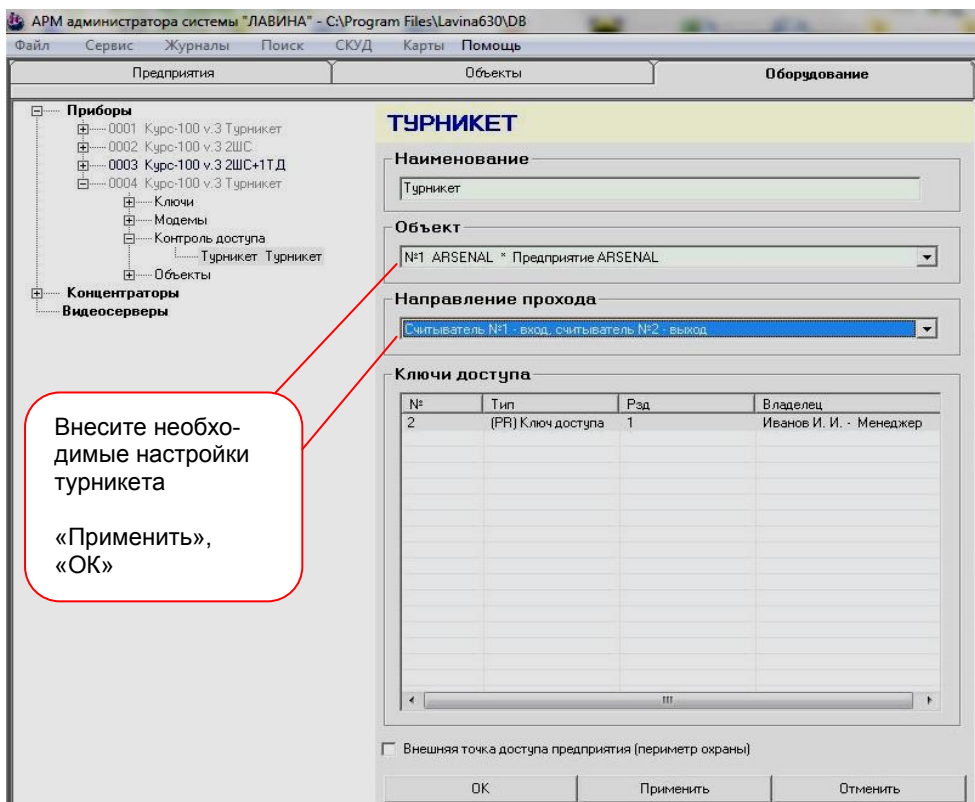 АРМ администратора системы "ЛАВИНА" - C:\Program Files\Lavina630\DB
Файл Сервис Журналы Поиск СКУД Карты Помощь
Предприятия Объекты Оборудование
Приборы
0001 Курс-100 v.3 Турникет
0002 Курс-100 v.3 2ШС
0003 Курс-100 v.3 2ШС+1ТД
0004 Курс-100 v.3 Турникет
Ключи
Модемы
Контроль доступа
Турникет Турникет
Объекты
Концентраторы
Видеосерверы
ТУРНИКЕТ
Наименование
Турникет
Объект
№1 ARSENAL * Предприятие ARSENAL
Направление прохода
Считыватель №1 - вход, считыватель №2 - выход
Ключи доступа
№ Тип Рзд Владелец
2 (PR) Ключ доступа 1 Иванов И. И. - Менеджер
Внесите необхо-
димые настройки
турникета
«Применить»,
«ОК»
Внешняя точка доступа предприятия (периметр охраны)
ОК Применить Отменить